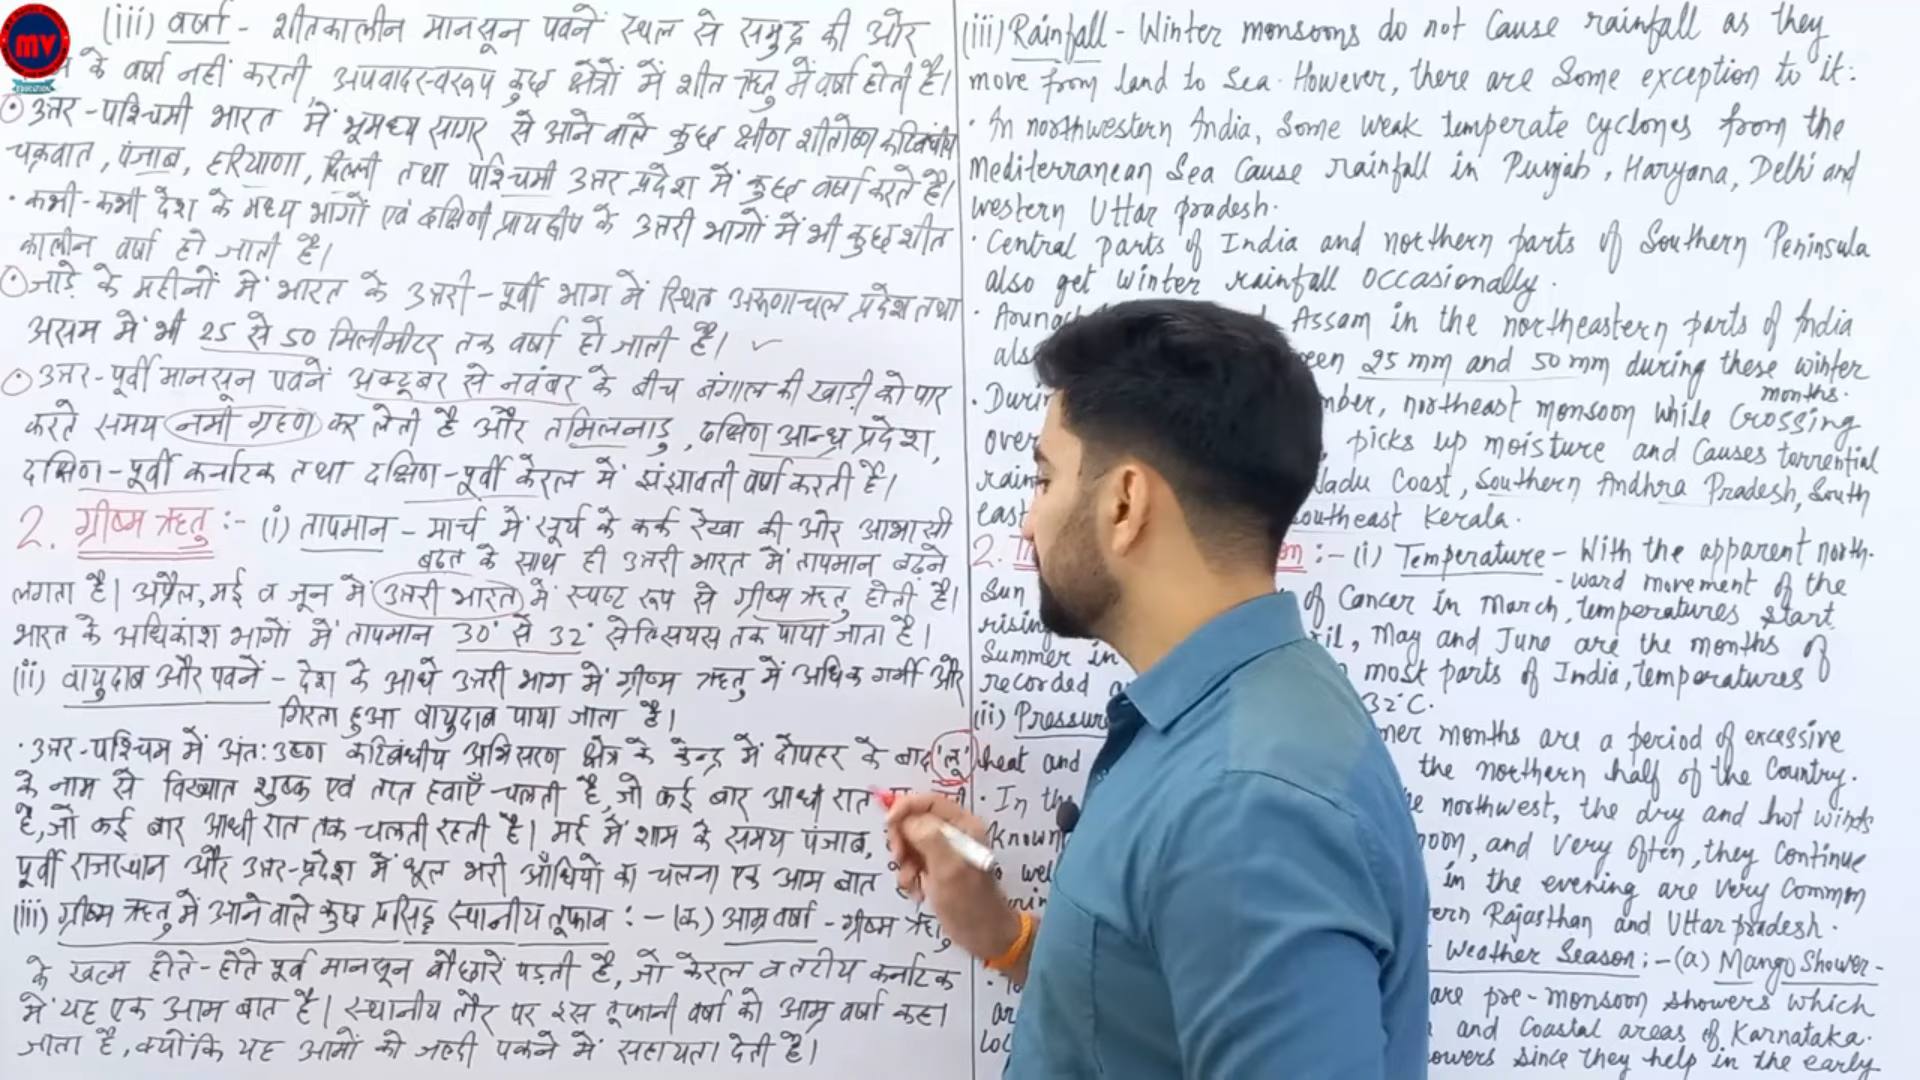 mv
EDUCATION
(iii) वर्षा - शीतकालीन मानसून पवनें स्थल से समुद्र की ओर
के वर्षा नहीं करती अपवादस्वरूप कुछ क्षेत्रों में शीत ऋतु में वर्षा होती है।
उत्तर-पश्चिमी भारत में भूमध्य सागर से आने वाले कुछ क्षीण शीतोष्ण कटिबंधीय
चक्रवात, पंजाब, हरियाणा, दिल्ली तथा पश्चिमी उत्तर प्रदेश में कुछ वर्षा करते है।
· कभी-कभी देश के मध्य भागों एवं दक्षिणी प्रायद्वीप के उत्तरी भागों में भी कुछ शीत
कालीन वर्षा हो जाती है।
जाड़े के महीनों में भारत के उत्तरी-पूर्वी भाग में स्थित अरुणाचल प्रदेश तथा
असम में भी 25 से 50 मिलीमीटर तक वर्षा हो जाती है।
उत्तर-पूर्वी मानसून पवनें अक्टूबर से नवंबर के बीच बंगाल की खाड़ी को पार
करते समय नमी ग्रहण कर लेती है और तमिलनाडु, दक्षिण आन्ध्र प्रदेश,
दक्षिण-पूर्वी कर्नाटक तथा दक्षिण-पूर्वी केरल में झंझावती वर्षा करती है।
2. ग्रीष्म ऋतु :- (i) तापमान - मार्च में सूर्य के कर्क रेखा की ओर आभासी
बढत के साथ ही उत्तरी भारत में तापमान बढ़ने
लगता है। अप्रैल, मई व जून में उत्तरी भारत में स्पष्ट रूप से ग्रीष्म ऋतु होती है।
भारत के अधिकांश भागों में तापमान 30° से 32° सेल्सियस तक पाया जाता है।
(ii) वायुदाब और पवनें - देश के आधे उत्तरी भाग में ग्रीष्म ऋतु में अधिक गर्मी और
गिरता हुआ वायुदाब पाया जाता है।
· उत्तर-पश्चिम में अंतः उष्ण कटिबंधीय अभिसरण क्षेत्र के केन्द्र में दोपहर के बाद 'लू'
के नाम से विख्यात शुष्क एवं तप्त हवाएँ चलती है, जो कई बार आधी रात
है, जो कई बार आधी रात तक चलती रहती है। मई में शाम के समय पंजाब,
पूर्वी राजस्थान और उत्तर-प्रदेश में धूल भरी आँधियों का चलना एक आम बात
(iii) ग्रीष्म ऋतु में आने वाले कुछ प्रसिद्ध स्थानीय तूफान :- (क) आम्र वर्षा - ग्रीष्म ऋतु
के खत्म होते-होते पूर्व मानसून बौछारें पड़ती है, जो केरल व तटीय कर्नाटक
में यह एक आम बात है। स्थानीय तौर पर इस तूफानी वर्षा को आम्र वर्षा कहा
जाता है, क्योंकि यह आमों को जल्दी पकने में सहायता देती है।
(iii) Rainfall - Winter monsoons do not Cause rainfall as they
move from land to Sea. However, there are Some exception to it:
· In northwestern India, some weak temperate cyclones from the
Mediterranean Sea Cause rainfall in Punjab, Haryana, Delhi and
western Uttar pradesh.
· Central parts of India and northern parts of Southern Peninsula
also get winter rainfall occasionally.
· Assam in the northeastern parts of India
25 mm and 50 mm during these winter
months.
northeast monsoon while Crossing
over picks up moisture and Causes torrential
Coast, Southern Andhra Pradesh, South
Southeast Kerala.
2. :- (i) Temperature - With the apparent north-
-ward movement of the
Sun of Cancer in March, temperatures start
rising May and June are the months of
Summer in most parts of India, temperatures
recorded 32°C.
(ii) Pressure months are a period of excessive
heat and the northern half of the Country.
· In the northwest, the dry and hot winds
Known and very often, they continue
in the evening are very Common
Rajasthan and Uttar pradesh.
Weather Season :- (a) Mango Shower -
are pre-monsoon showers which
and Coastal areas of Karnataka.
since they help in the early